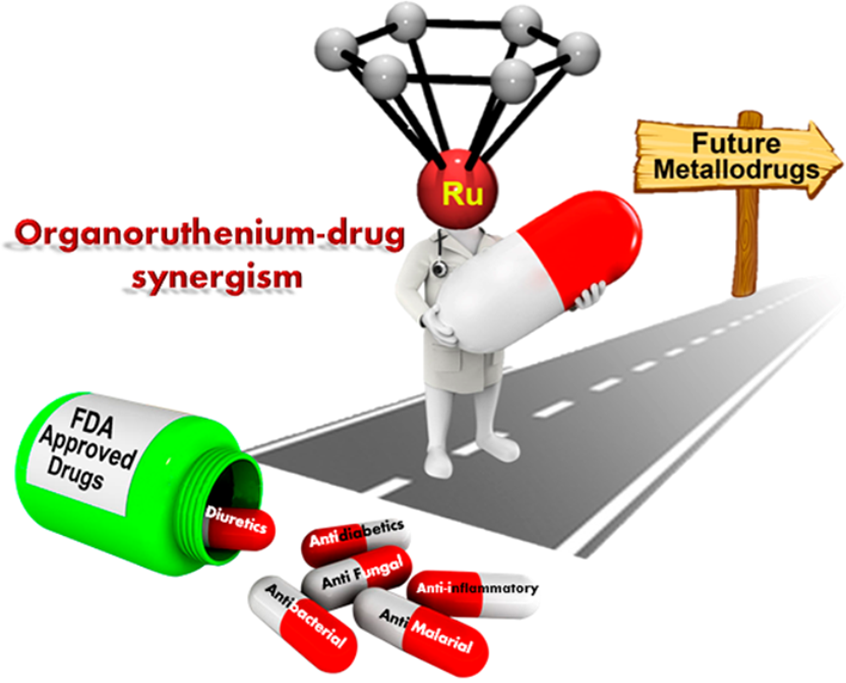 Ru
Future
Metallodrugs
Organoruthenium-drug
synergism
FDA
Approved
Drugs
Diuretics
Antidiabetics
Anti Fungal
Anti-inflammatory
Antibacterial
Anti Malarial